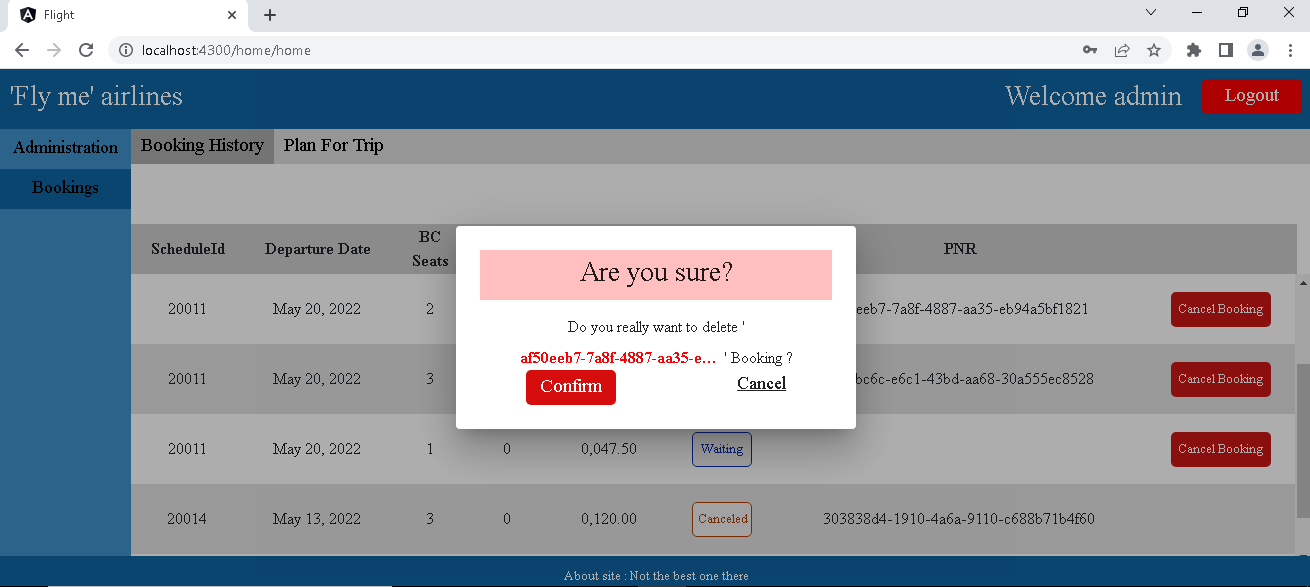 Flight
localhost:4300/home/home
'Fly me' airlines
Welcome admin
Logout
Administration
Booking History
Plan For Trip
Bookings
ScheduleId
Departure Date
BC
Seats
PNR
20011
May 20, 2022
2
eeb7-7a8f-4887-aa35-eb94a5bf1821
Cancel Booking
20011
May 20, 2022
3
bc6c-e6c1-43bd-aa68-30a555ec8528
Cancel Booking
Are you sure?
Do you really want to delete '
af50eeb7-7a8f-4887-aa35-e... ' Booking ?
Confirm
Cancel
20011
May 20, 2022
1
0
0,047.50
Waiting
Cancel Booking
20014
May 13, 2022
3
0
0,120.00
Canceled
303838d4-1910-4a6a-9110-c688b71b4f60
About site : Not the best one there